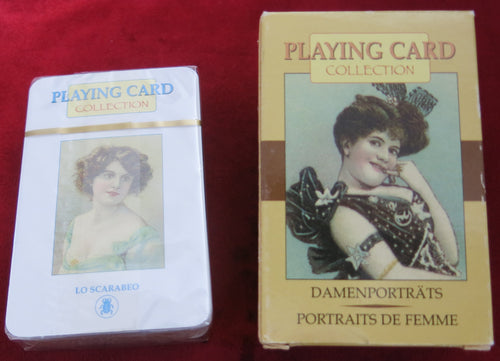 PLAYING CARD
COLLECTION
LO SCARABEO
PLAYING CARD
COLLECTION
DAMENPORTRÄTS
PORTRAITS DE FEMME